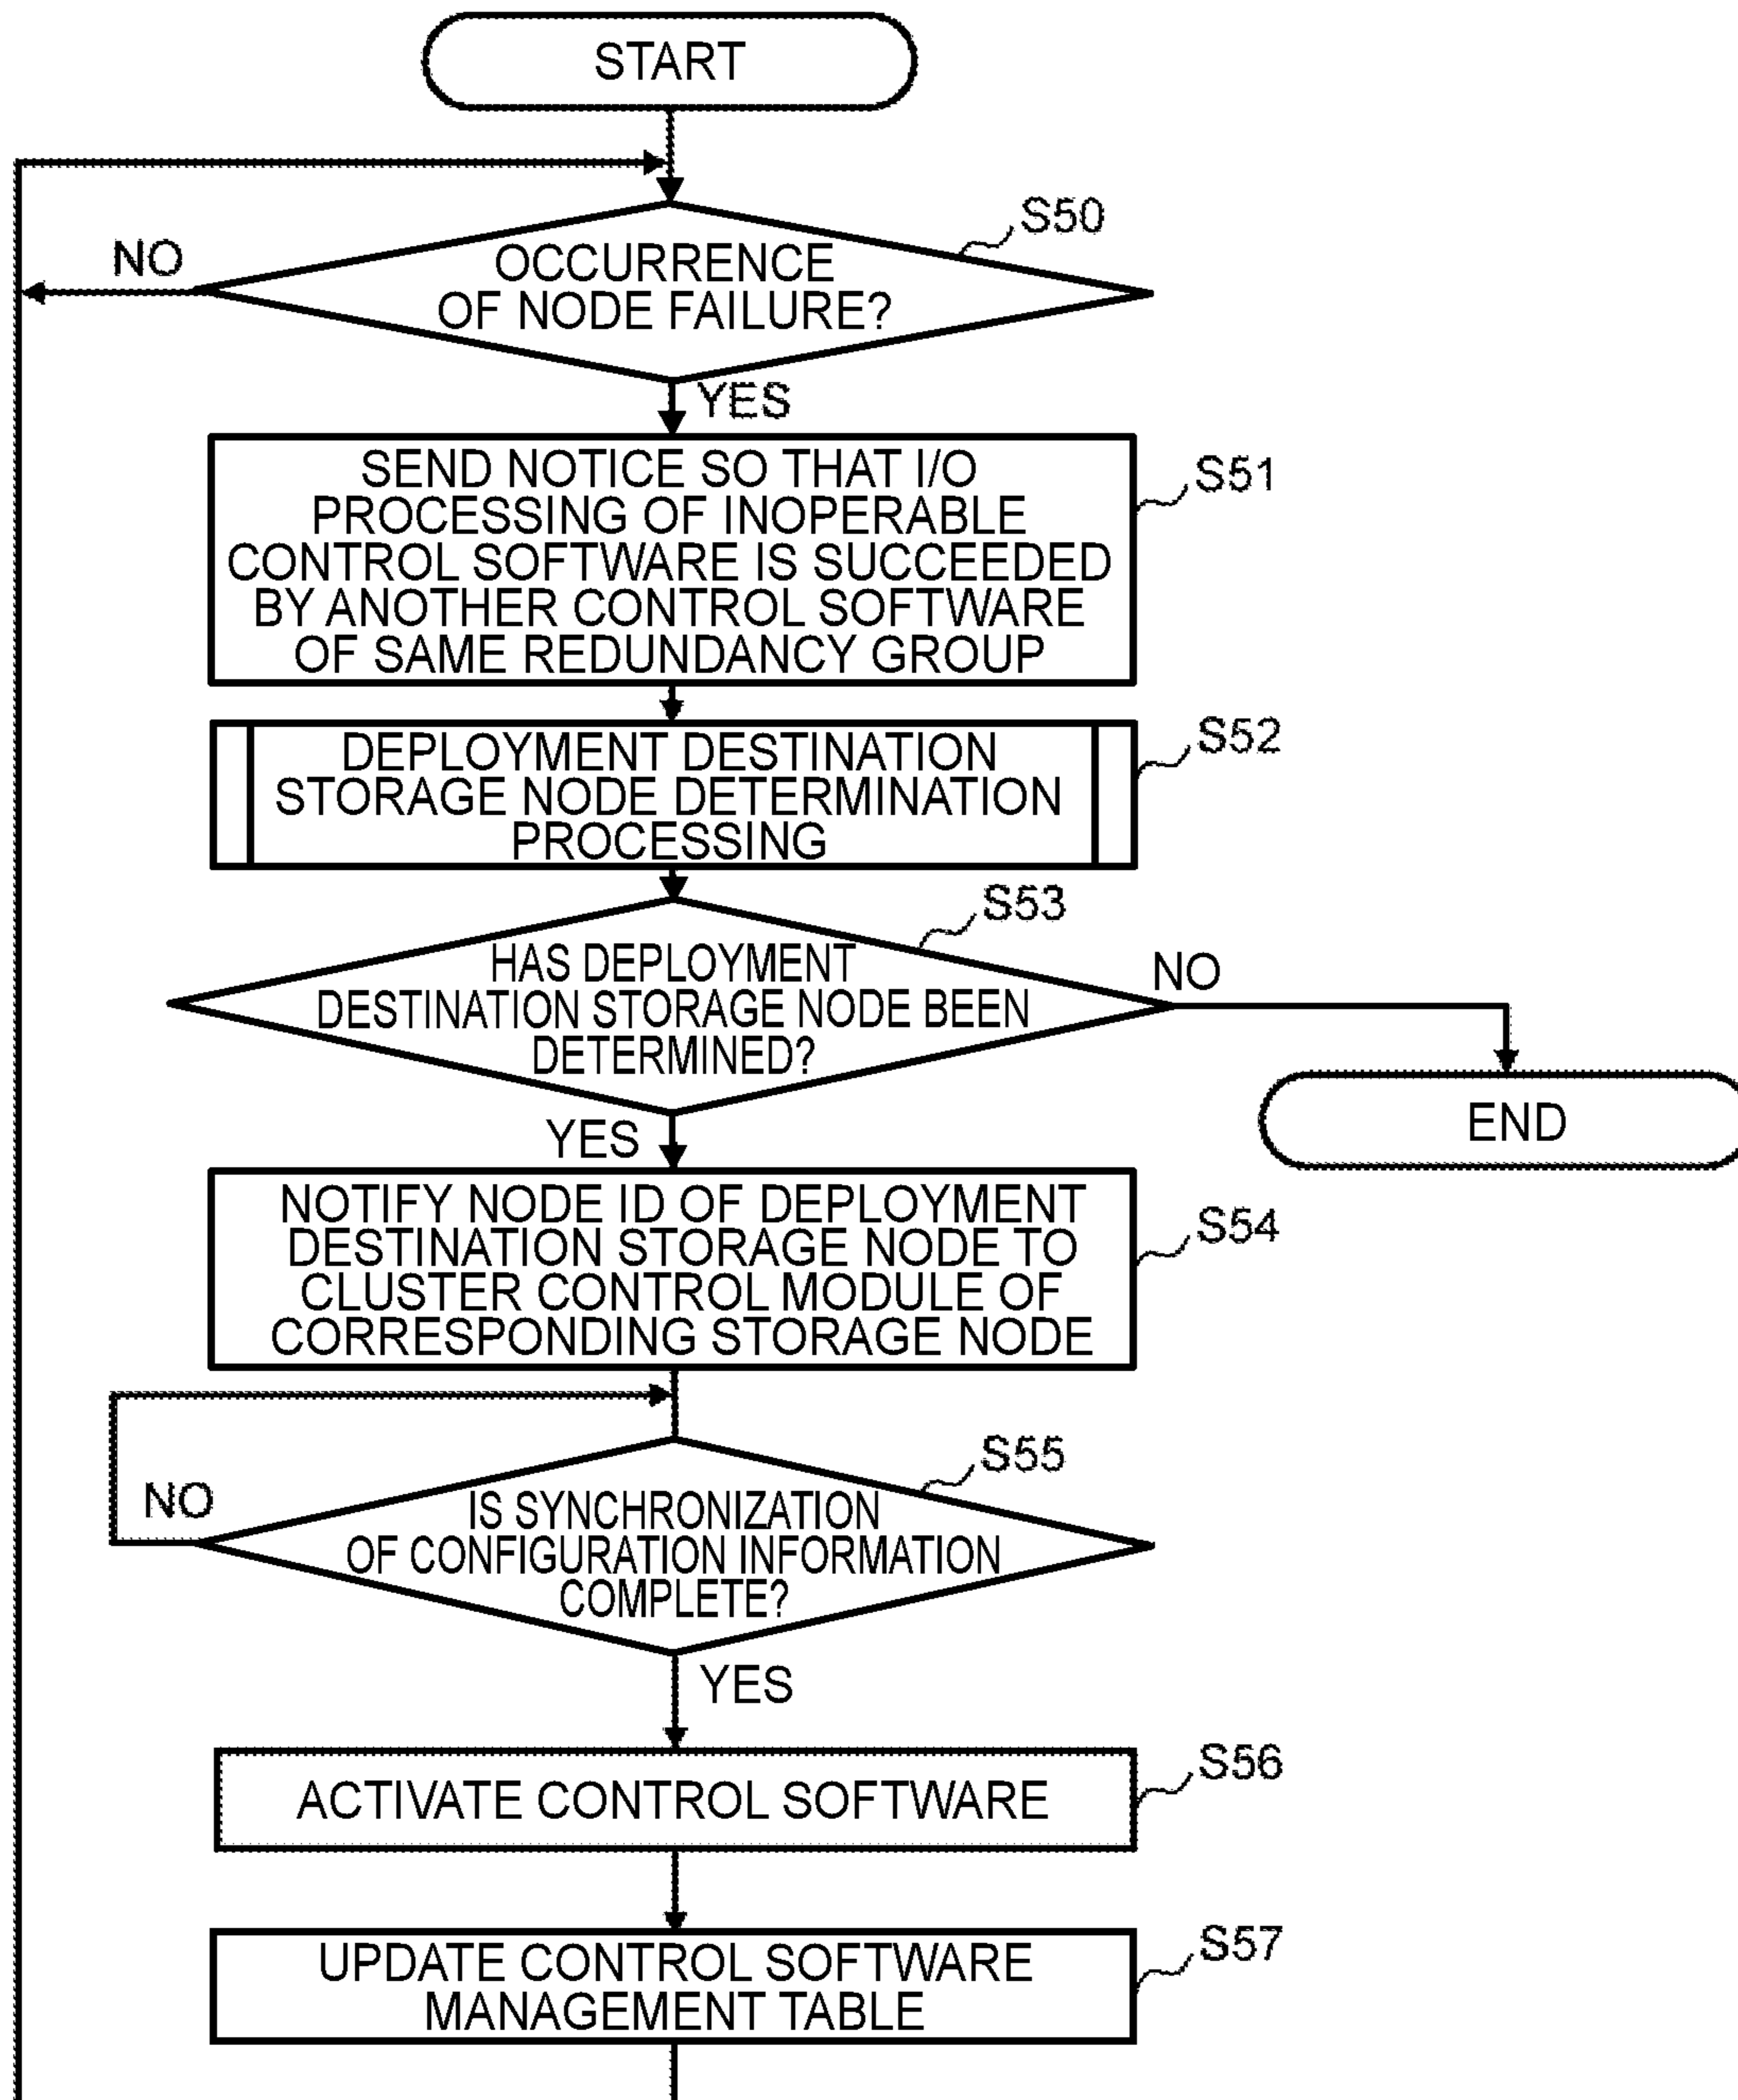 START
S50
NO
OCCURRENCE
OF NODE FAILURE?
YES
SEND NOTICE SO THAT I/O
PROCESSING OF INOPERABLE
CONTROL SOFTWARE IS SUCCEEDED
BY ANOTHER CONTROL SOFTWARE
OF SAME REDUNDANCY GROUP
S51
DEPLOYMENT DESTINATION
STORAGE NODE DETERMINATION
PROCESSING
S52
S53
HAS DEPLOYMENT
DESTINATION STORAGE NODE BEEN
DETERMINED?
NO
END
YES
NOTIFY NODE ID OF DEPLOYMENT
DESTINATION STORAGE NODE TO
CLUSTER CONTROL MODULE OF
CORRESPONDING STORAGE NODE
S54
S55
NO
IS SYNCHRONIZATION
OF CONFIGURATION INFORMATION
COMPLETE?
YES
ACTIVATE CONTROL SOFTWARE
S56
UPDATE CONTROL SOFTWARE
MANAGEMENT TABLE
S57